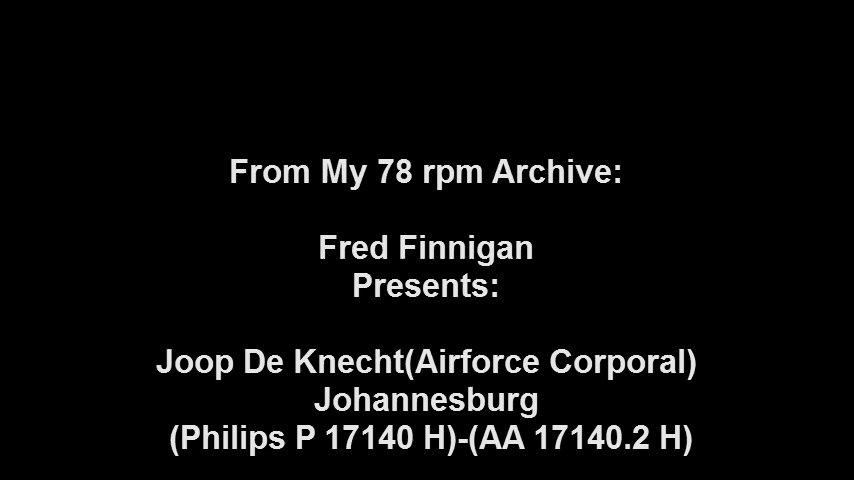 From My 78 rpm Archive:
Fred Finnigan
Presents:
Joop De Knecht(Airforce Corporal)
Johannesburg
(Philips P 17140 H)-(AA 17140.2 H)